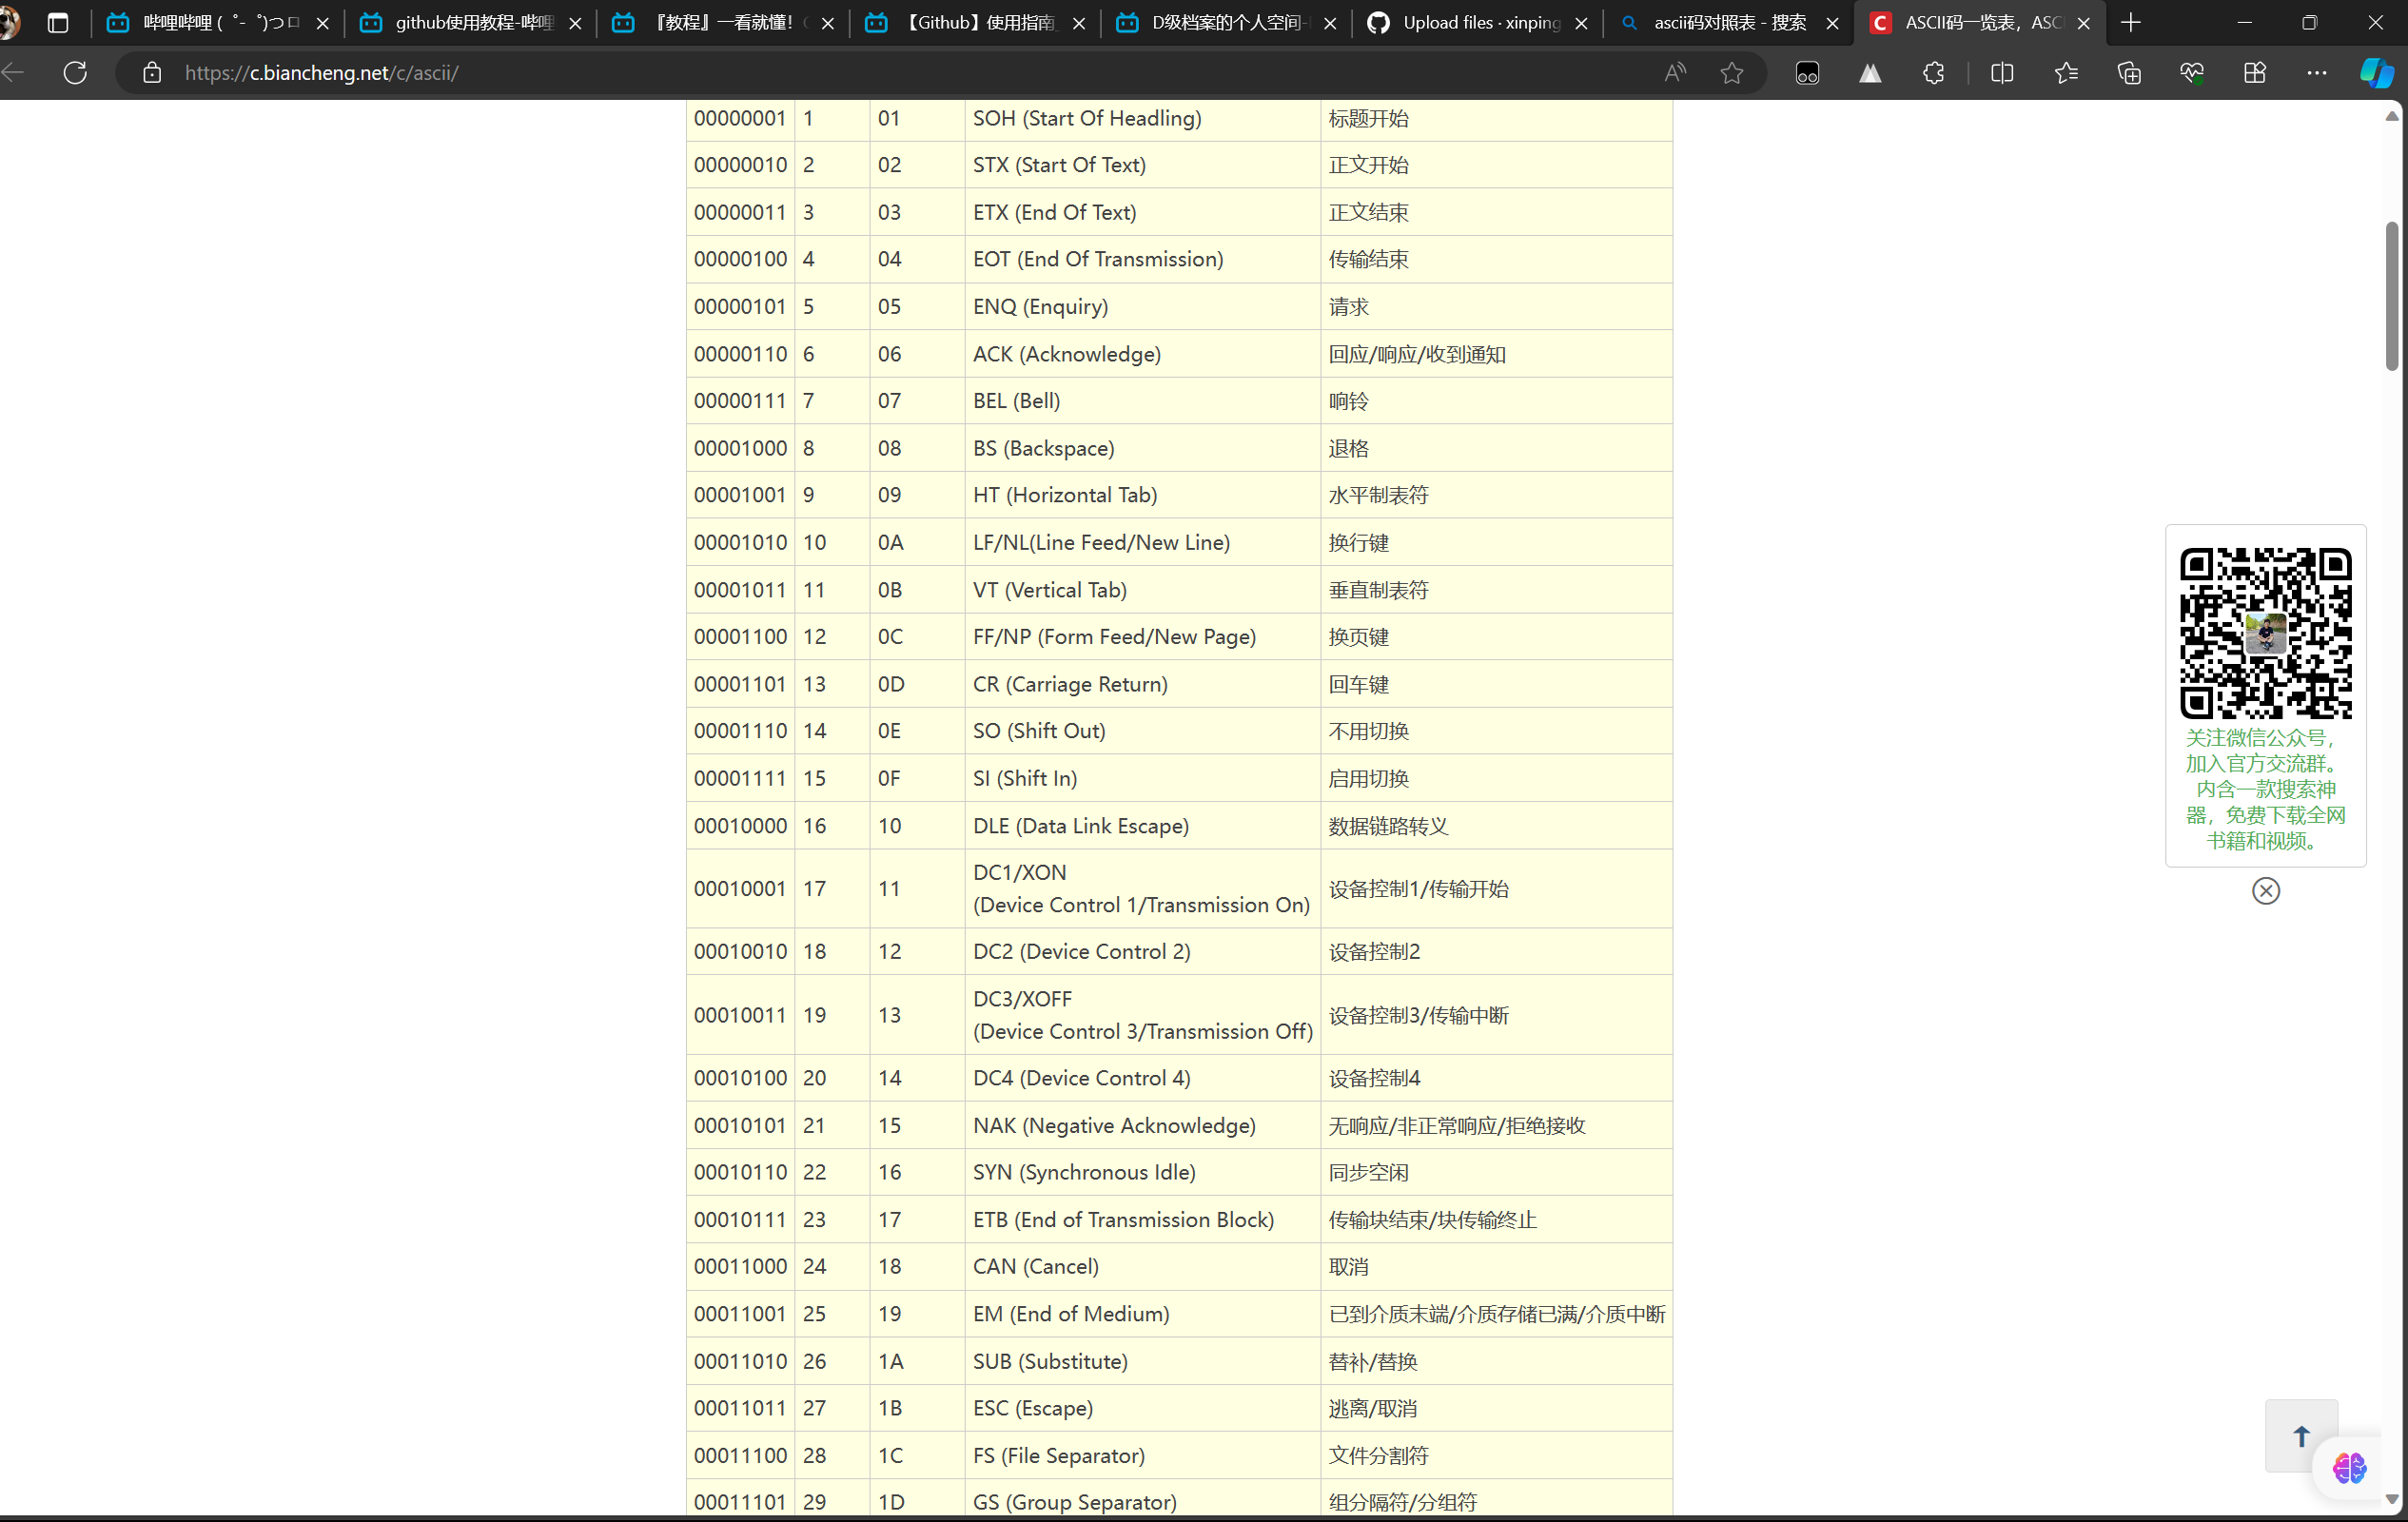 哔哩哔哩 ( ゜- ゜)つロ
github使用教程-哔哩
『教程』一看就懂！
【Github】使用指南
D级档案的个人空间-
Upload files · xinping
ascii码对照表 - 搜索
ASCII码一览表，ASC
https://c.biancheng.net/c/ascii/
00000001 1 01 SOH (Start Of Headling) 标题开始
00000010 2 02 STX (Start Of Text) 正文开始
00000011 3 03 ETX (End Of Text) 正文结束
00000100 4 04 EOT (End Of Transmission) 传输结束
00000101 5 05 ENQ (Enquiry) 请求
00000110 6 06 ACK (Acknowledge) 回应/响应/收到通知
00000111 7 07 BEL (Bell) 响铃
00001000 8 08 BS (Backspace) 退格
00001001 9 09 HT (Horizontal Tab) 水平制表符
00001010 10 0A LF/NL(Line Feed/New Line) 换行键
00001011 11 0B VT (Vertical Tab) 垂直制表符
00001100 12 0C FF/NP (Form Feed/New Page) 换页键
00001101 13 0D CR (Carriage Return) 回车键
00001110 14 0E SO (Shift Out) 不用切换
00001111 15 0F SI (Shift In) 启用切换
00010000 16 10 DLE (Data Link Escape) 数据链路转义
00010001 17 11 DC1/XON
(Device Control 1/Transmission On) 设备控制1/传输开始
00010010 18 12 DC2 (Device Control 2) 设备控制2
00010011 19 13 DC3/XOFF
(Device Control 3/Transmission Off) 设备控制3/传输中断
00010100 20 14 DC4 (Device Control 4) 设备控制4
00010101 21 15 NAK (Negative Acknowledge) 无响应/非正常响应/拒绝接收
00010110 22 16 SYN (Synchronous Idle) 同步空闲
00010111 23 17 ETB (End of Transmission Block) 传输块结束/块传输终止
00011000 24 18 CAN (Cancel) 取消
00011001 25 19 EM (End of Medium) 已到介质末端/介质存储已满/介质中断
00011010 26 1A SUB (Substitute) 替补/替换
00011011 27 1B ESC (Escape) 逃离/取消
00011100 28 1C FS (File Separator) 文件分割符
00011101 29 1D GS (Group Separator) 组分隔符/分组符
关注微信公众号，
加入官方交流群。
内含一款搜索神
器，免费下载全网
书籍和视频。